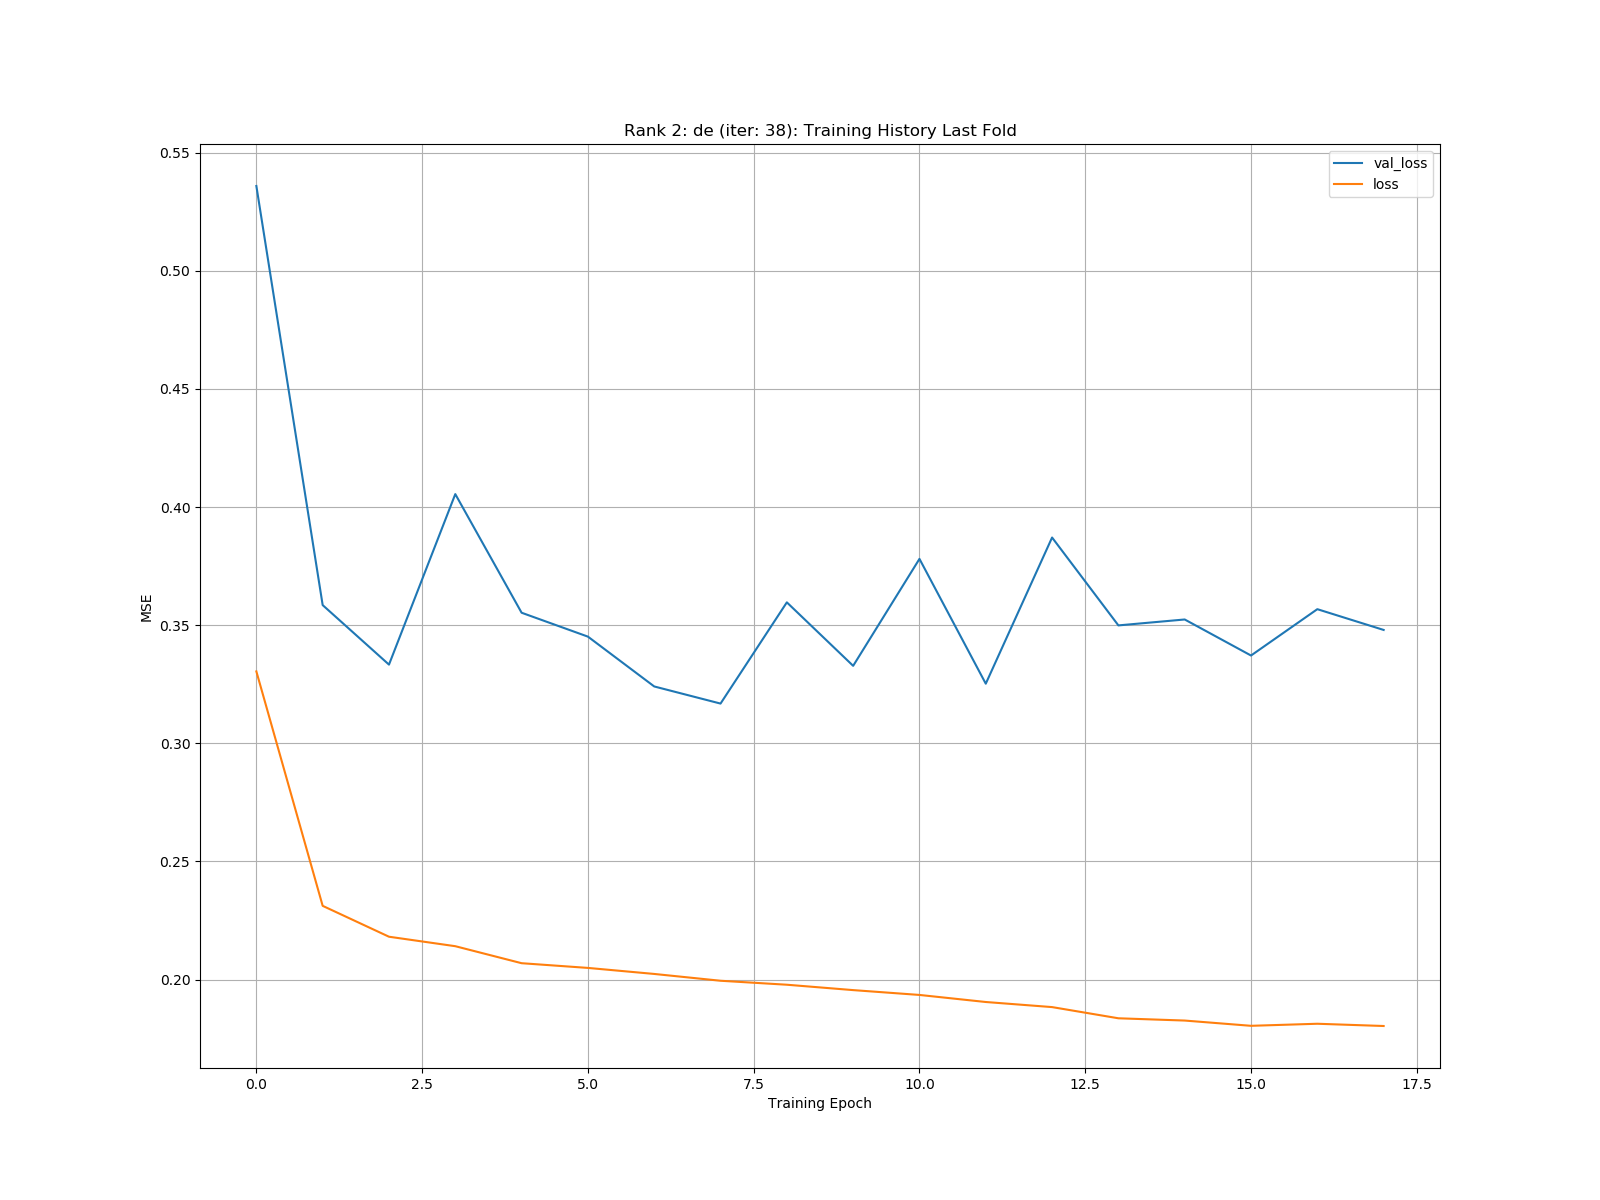 Rank 2: de (iter: 38): Training History Last Fold
val_loss
loss
MSE
0.55
0.50
0.45
0.40
0.35
0.30
0.25
0.20
0.0 2.5 5.0 7.5 10.0 12.5 15.0 17.5
Training Epoch